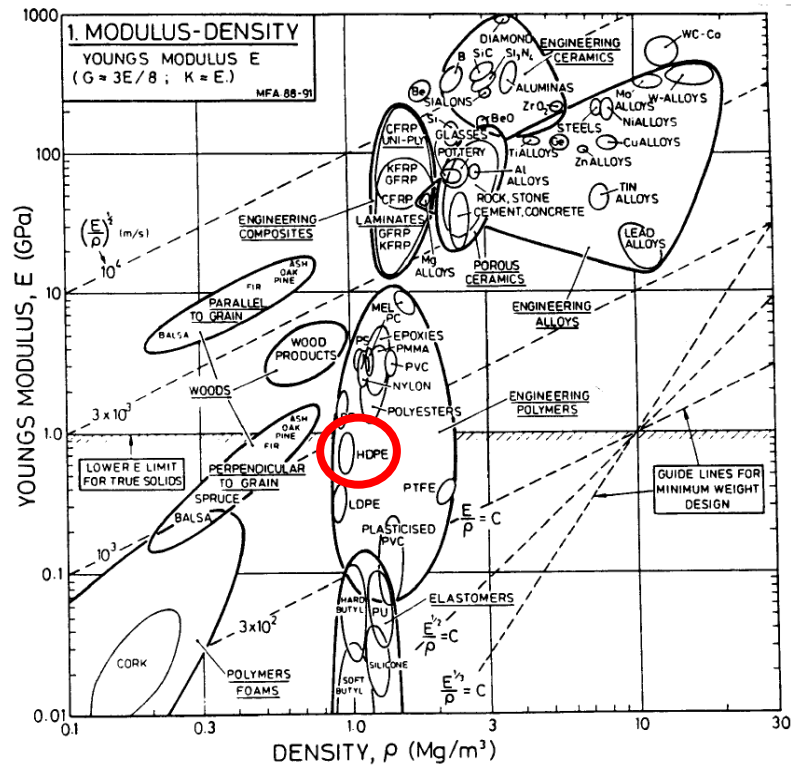 1. MODULUS-DENSITY
YOUNGS MODULUS E
(G ≈ 3E/8 ; K ≈ E.)
MFA 88-91
1000
100
10
1.0
0.1
0.01
YOUNGS MODULUS, E (GPa)
DIAMOND
B
SiC
Si₃N₄
ENGINEERING
CERAMICS
WC-Co
Be
SIALONS
ALUMINAS
ZrO₂
BeO
Mo
ALLOYS
W-ALLOYS
STEELS
Ni ALLOYS
CFRP
UNI-PLY
Si
GLASSES
POTTERY
Ti ALLOYS
Ge
Cu ALLOYS
Zn ALLOYS
KFRP
GFRP
CFRP
Al
ALLOYS
TIN
ALLOYS
ROCK, STONE
CEMENT, CONCRETE
LAMINATES
GFRP
KFRP
LEAD
ALLOYS
ENGINEERING
COMPOSITES
Mg
ALLOYS
POROUS
CERAMICS
ENGINEERING
ALLOYS
(E/ρ)^½ (m/s)
10⁴
ASH
OAK
PINE
FIR
PARALLEL
TO GRAIN
BALSA
WOOD
PRODUCTS
WOODS
MEL
PC
PS
EPOXIES
PMMA
PVC
NYLON
POLYESTERS
ENGINEERING
POLYMERS
3 x 10³
ASH
OAK
PINE
FIR
LOWER E LIMIT
FOR TRUE SOLIDS
PERPENDICULAR
TO GRAIN
SPRUCE
BALSA
HDPE
LDPE
PTFE
PLASTICISED
PVC
GUIDE LINES FOR
MINIMUM WEIGHT
DESIGN
E/ρ = C
10³
3 x 10²
HARD
BUTYL
PU
ELASTOMERS
E^½/ρ = C
SILICONE
SOFT
BUTYL
E^⅓/ρ = C
CORK
POLYMERS
FOAMS
0.1
0.3
1.0
3
10
30
DENSITY, ρ (Mg/m³)